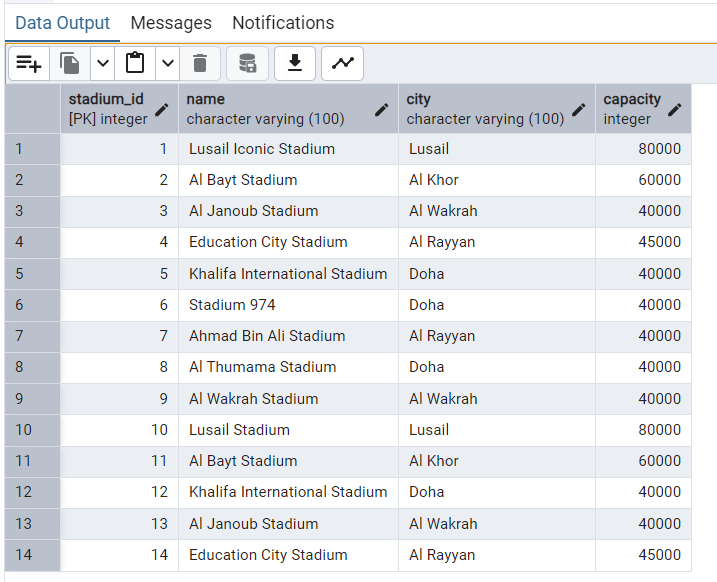 Data Output Messages Notifications
stadium_id name city capacity
[PK] integer character varying (100) character varying (100) integer
1 1 Lusail Iconic Stadium Lusail 80000
2 2 Al Bayt Stadium Al Khor 60000
3 3 Al Janoub Stadium Al Wakrah 40000
4 4 Education City Stadium Al Rayyan 45000
5 5 Khalifa International Stadium Doha 40000
6 6 Stadium 974 Doha 40000
7 7 Ahmad Bin Ali Stadium Al Rayyan 40000
8 8 Al Thumama Stadium Doha 40000
9 9 Al Wakrah Stadium Al Wakrah 40000
10 10 Lusail Stadium Lusail 80000
11 11 Al Bayt Stadium Al Khor 60000
12 12 Khalifa International Stadium Doha 40000
13 13 Al Janoub Stadium Al Wakrah 40000
14 14 Education City Stadium Al Rayyan 45000